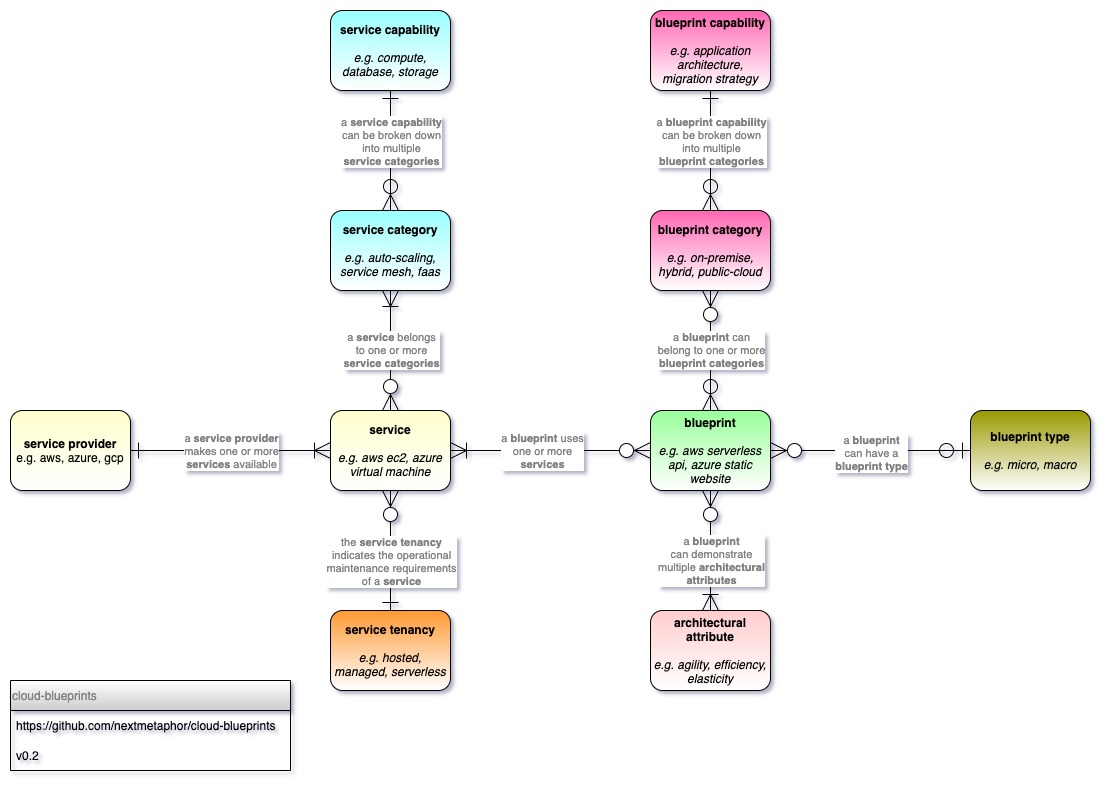 service capability
e.g. compute,
database, storage
blueprint capability
e.g. application
architecture,
migration strategy
a service capability
can be broken down
into multiple
service categories
a blueprint capability
can be broken down
into multiple
blueprint categories
service category
e.g. auto-scaling,
service mesh, faas
blueprint category
e.g. on-premise,
hybrid, public-cloud
a service belongs
to one or more
service categories
a blueprint can
belong to one or more
blueprint categories
service provider
e.g. aws, azure, gcp
a service provider
makes one or more
services available
service
e.g. aws ec2, azure
virtual machine
a blueprint uses
one or more
services
blueprint
e.g. aws serverless
api, azure static
website
a blueprint
can have a
blueprint type
blueprint type
e.g. micro, macro
the service tenancy
indicates the operational
maintenance requirements
of a service
a blueprint
can demonstrate
multiple architectural
attributes
service tenancy
e.g. hosted,
managed, serverless
architectural
attribute
e.g. agility, efficiency,
elasticity
cloud-blueprints
https://github.com/nextmetaphor/cloud-blueprints
v0.2